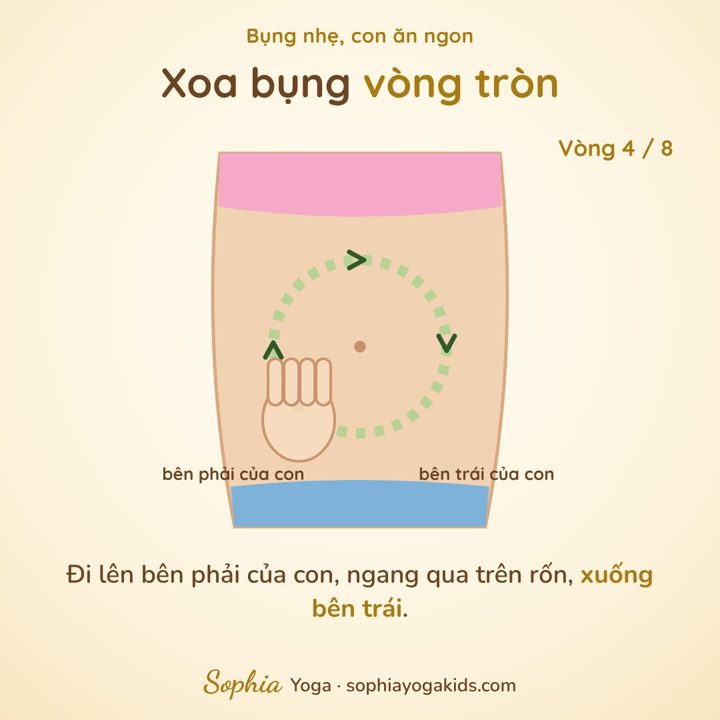 Bụng nhẹ, con ăn ngon
Xoa bụng vòng tròn
Vòng 4 / 8
bên phải của con
bên trái của con
Đi lên bên phải của con, ngang qua trên rốn, xuống
bên trái.
Sophia Yoga · sophiayogakids.com